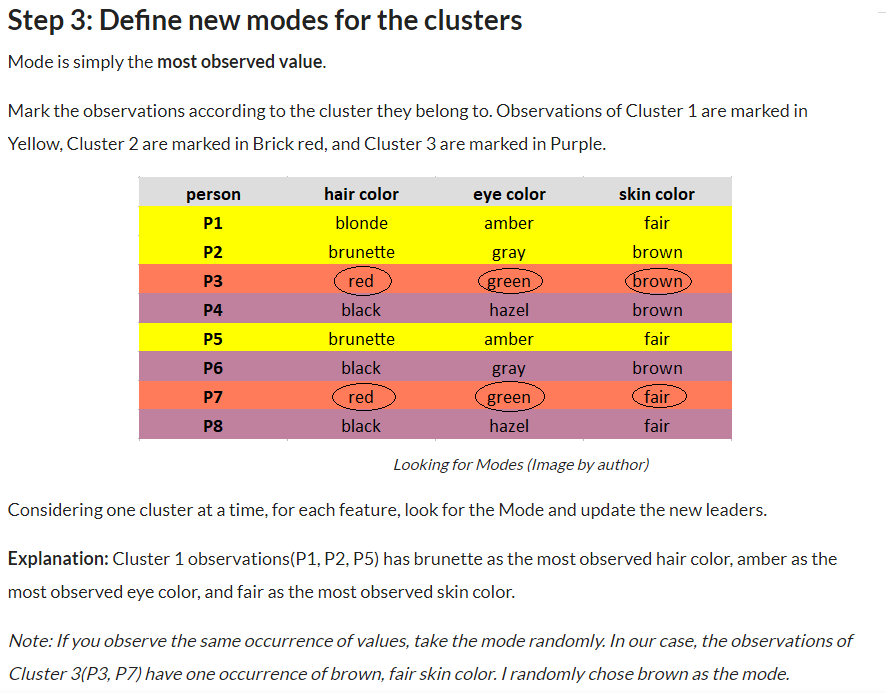 Step 3: Define new modes for the clusters
Mode is simply the most observed value.
Mark the observations according to the cluster they belong to. Observations of Cluster 1 are marked in
Yellow, Cluster 2 are marked in Brick red, and Cluster 3 are marked in Purple.
person hair color eye color skin color
P1 blonde amber fair
P2 brunette gray brown
P3 red green brown
P4 black hazel brown
P5 brunette amber fair
P6 black gray brown
P7 red green fair
P8 black hazel fair
Looking for Modes (Image by author)
Considering one cluster at a time, for each feature, look for the Mode and update the new leaders.
Explanation: Cluster 1 observations(P1, P2, P5) has brunette as the most observed hair color, amber as the
most observed eye color, and fair as the most observed skin color.
Note: If you observe the same occurrence of values, take the mode randomly. In our case, the observations of
Cluster 3(P3, P7) have one occurrence of brown, fair skin color. I randomly chose brown as the mode.